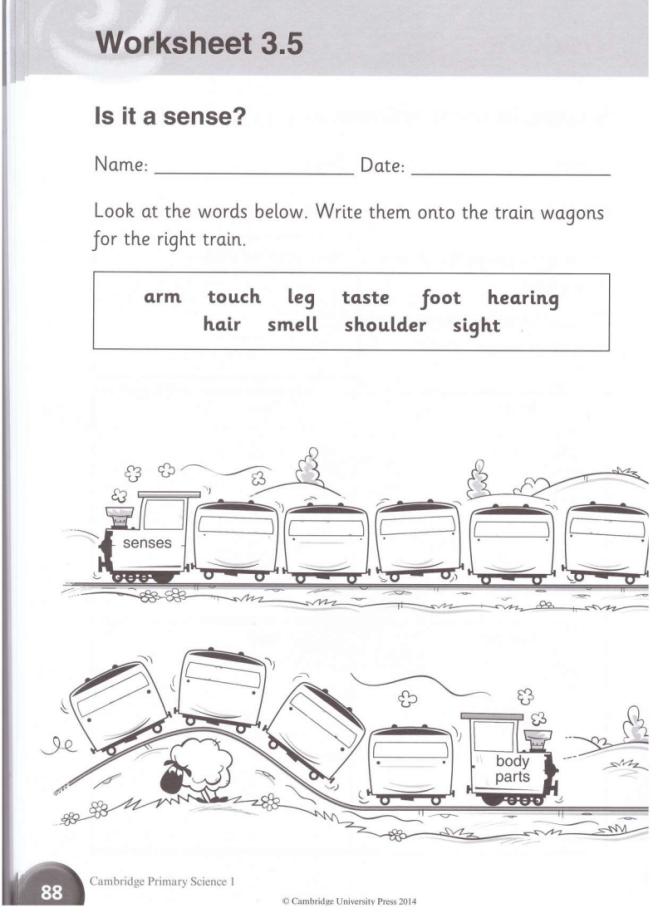 Worksheet 3.5
Is it a sense?
Name: ______________________ Date: ______________________
Look at the words below. Write them onto the train wagons
for the right train.
arm touch leg taste foot hearing
hair smell shoulder sight
senses
body
parts
88
Cambridge Primary Science 1
© Cambridge University Press 2014